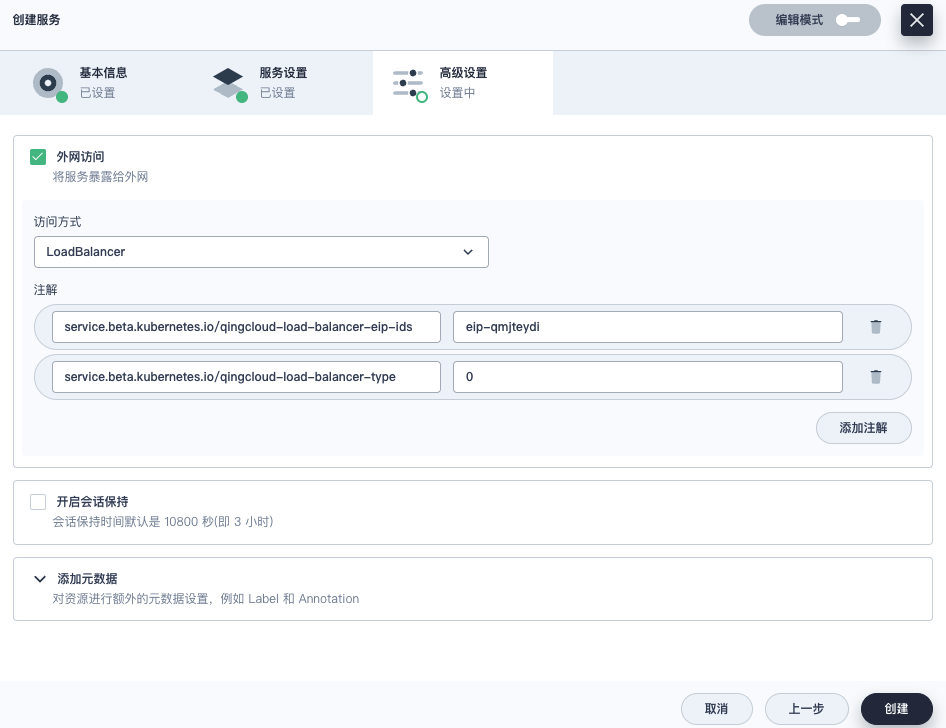 创建服务
编辑模式
基本信息
已设置
服务设置
已设置
高级设置
设置中
外网访问
将服务暴露给外网
访问方式
LoadBalancer
注解
service.beta.kubernetes.io/qingcloud-load-balancer-eip-ids
eip-qmjteydi
service.beta.kubernetes.io/qingcloud-load-balancer-type
0
添加注解
开启会话保持
会话保持时间默认是 10800 秒(即 3 小时)
添加元数据
对资源进行额外的元数据设置，例如 Label 和 Annotation
取消
上一步
创建